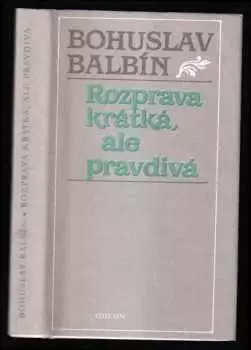 BOHUSLAV BALBÍN • ROZPRAVA KRÁTKÁ, ALE PRAVDIVÁ
BOHUSLAV
BALBÍN
Rozprava
krátká,
ale
pravdivá
ODEON